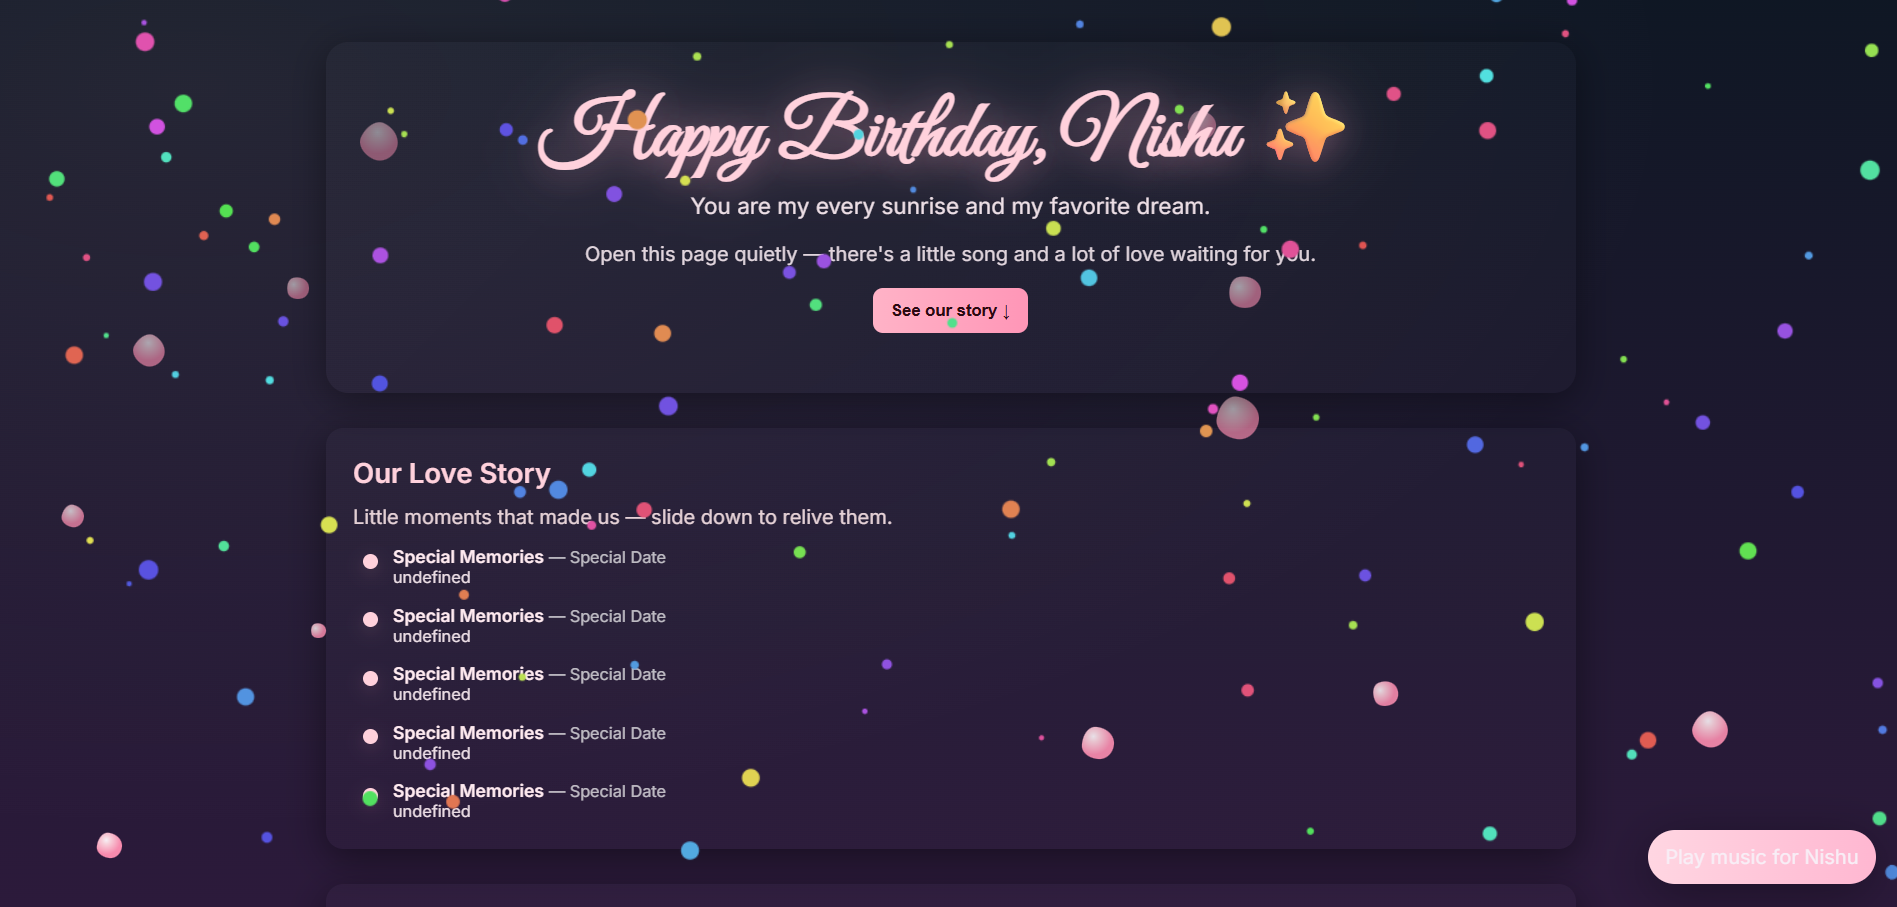 Happy Birthday, Nishu ✨
You are my every sunrise and my favorite dream.
Open this page quietly — there's a little song and a lot of love waiting for you.
See our story ↓
Our Love Story
Little moments that made us — slide down to relive them.
Special Memories — Special Date
undefined
Special Memories — Special Date
undefined
Special Memories — Special Date
undefined
Special Memories — Special Date
undefined
Special Memories — Special Date
undefined
Play music for Nishu